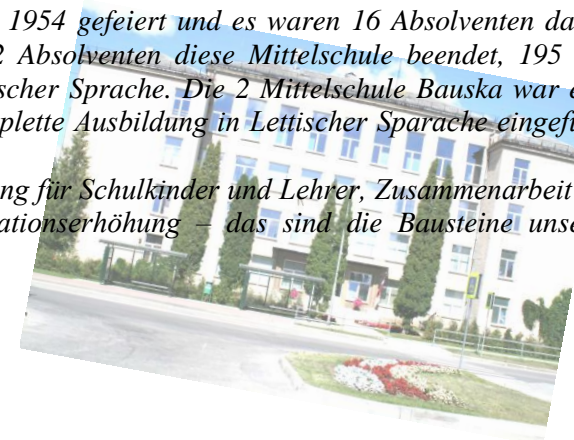 1954 gefeiert und es waren 16 Absolventen da
2 Absolventen diese Mittelschule beendet, 195
scher Sprache. Die 2 Mittelschule Bauska war e
plette Ausbildung in Lettischer Sparache eingef
ng für Schulkinder und Lehrer, Zusammenarbeit
ationserhöhung – das sind die Bausteine unse